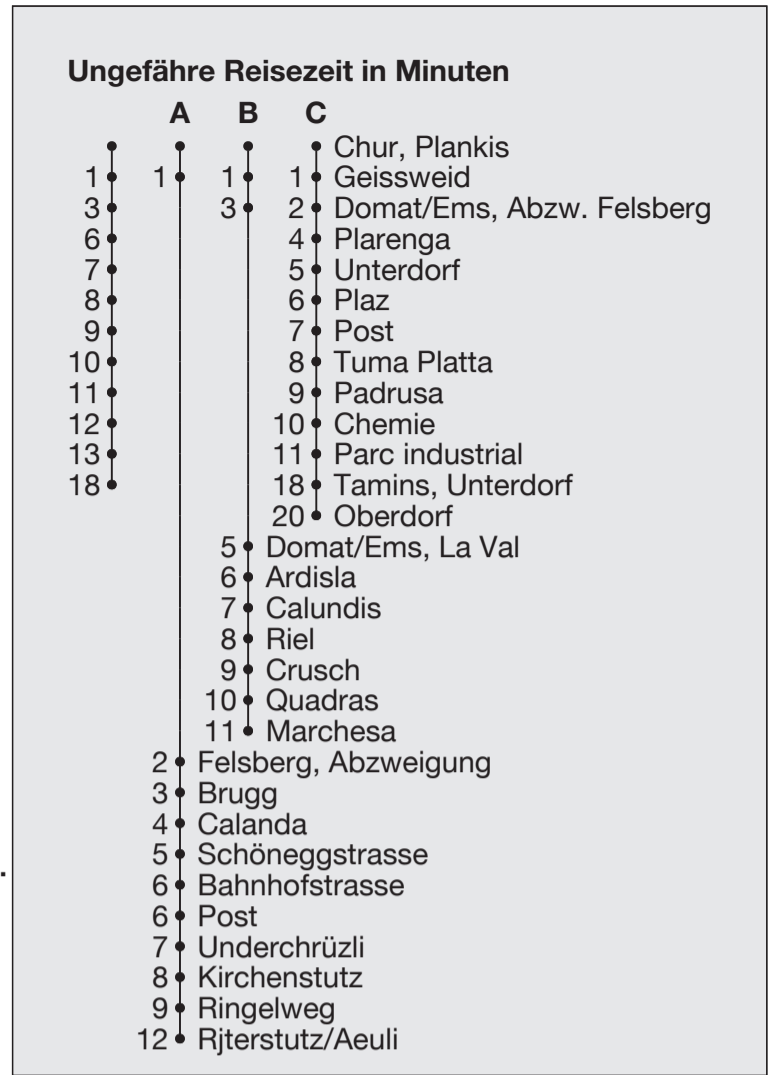 Ungefähre Reisezeit in Minuten
A B C
Chur, Plankis
1 1 1 1 Geissweid
3 3 2 Domat/Ems, Abzw. Felsberg
6 4 Plarenga
7 5 Unterdorf
8 6 Plaz
9 7 Post
10 8 Tuma Platta
11 9 Padrusa
12 10 Chemie
13 11 Parc industrial
18 18 Tamins, Unterdorf
20 Oberdorf
5 Domat/Ems, La Val
6 Ardisla
7 Calundis
8 Riel
9 Crusch
10 Quadras
11 Marchesa
2 Felsberg, Abzweigung
3 Brugg
4 Calanda
5 Schöneggstrasse
6 Bahnhofstrasse
6 Post
7 Underchrüzli
8 Kirchenstutz
9 Ringelweg
12 Rjterstutz/Aeuli